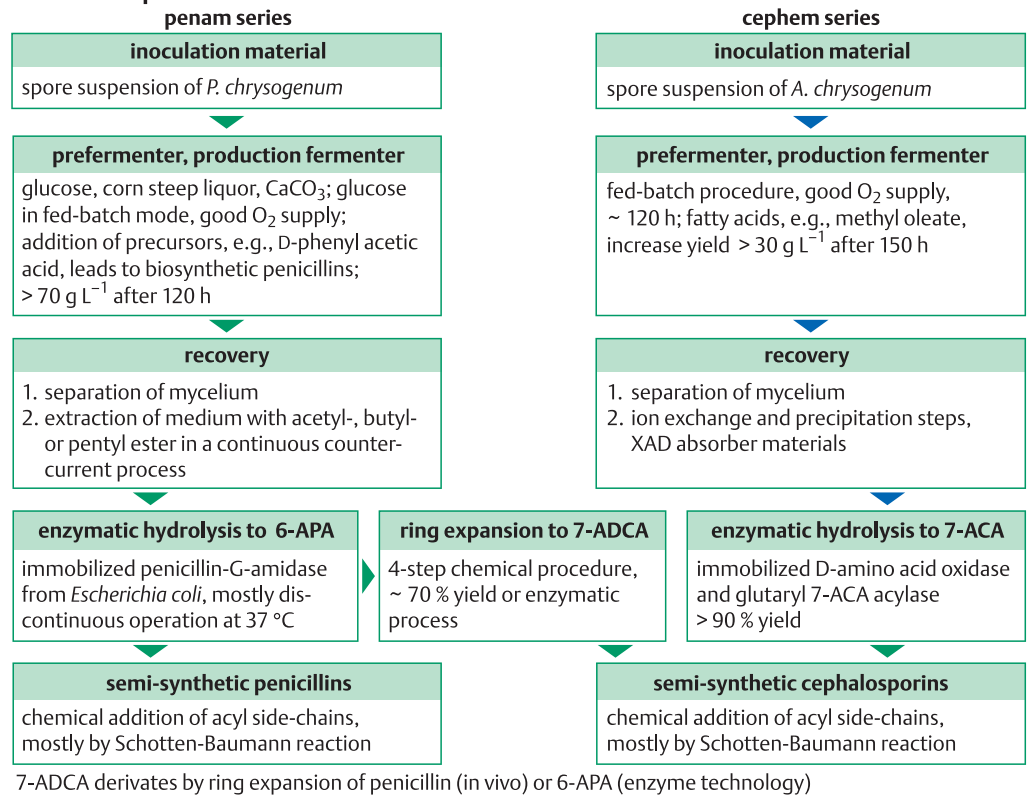 penam series
inoculation material
spore suspension of P. chrysogenum
prefermenter, production fermenter
glucose, corn steep liquor, CaCO₃; glucose
in fed-batch mode, good O₂ supply;
addition of precursors, e.g., D-phenyl acetic
acid, leads to biosynthetic penicillins;
> 70 g L⁻¹ after 120 h
recovery
1. separation of mycelium
2. extraction of medium with acetyl-, butyl-
or pentyl ester in a continuous counter-
current process
enzymatic hydrolysis to 6-APA
immobilized penicillin-G-amidase
from Escherichia coli, mostly dis-
continuous operation at 37 °C
ring expansion to 7-ADCA
4-step chemical procedure,
~ 70 % yield or enzymatic
process
semi-synthetic penicillins
chemical addition of acyl side-chains,
mostly by Schotten-Baumann reaction
cephem series
inoculation material
spore suspension of A. chrysogenum
prefermenter, production fermenter
fed-batch procedure, good O₂ supply,
~ 120 h; fatty acids, e.g., methyl oleate,
increase yield > 30 g L⁻¹ after 150 h
recovery
1. separation of mycelium
2. ion exchange and precipitation steps,
XAD absorber materials
enzymatic hydrolysis to 7-ACA
immobilized D-amino acid oxidase
and glutaryl 7-ACA acylase
> 90 % yield
semi-synthetic cephalosporins
chemical addition of acyl side-chains,
mostly by Schotten-Baumann reaction
7-ADCA derivates by ring expansion of penicillin (in vivo) or 6-APA (enzyme technology)